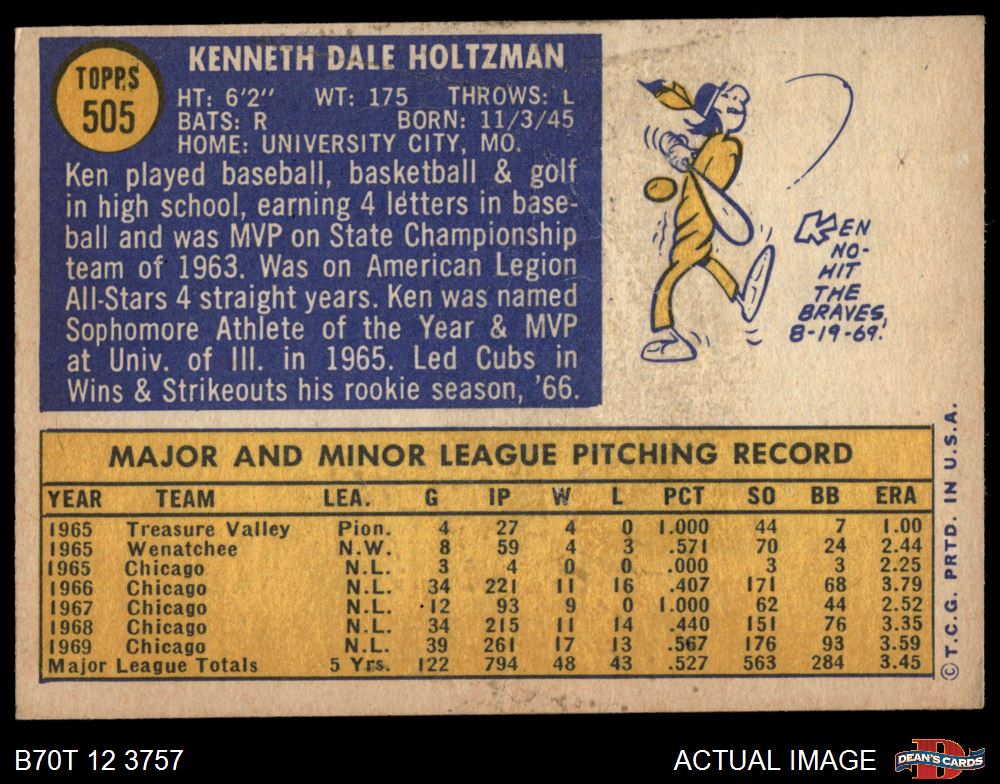 TOPPS
505
KENNETH DALE HOLTZMAN
HT: 6'2" WT: 175 THROWS: L
BATS: R BORN: 11/3/45
HOME: UNIVERSITY CITY, MO.
Ken played baseball, basketball & golf
in high school, earning 4 letters in base-
ball and was MVP on State Championship
team of 1963. Was on American Legion
All-Stars 4 straight years. Ken was named
Sophomore Athlete of the Year & MVP
at Univ. of Ill. in 1965. Led Cubs in
Wins & Strikeouts his rookie season, '66.
KEN
NO-
HIT
THE
BRAVES,
8-19-69!
MAJOR AND MINOR LEAGUE PITCHING RECORD
YEAR TEAM LEA. G IP W L PCT SO BB ERA
1965 Treasure Valley Pion. 4 27 4 0 1.000 44 7 1.00
1965 Wenatchee N.W. 8 59 4 3 .571 70 24 2.44
1965 Chicago N.L. 3 4 0 0 .000 3 3 2.25
1966 Chicago N.L. 34 221 11 16 .407 171 68 3.79
1967 Chicago N.L. 12 93 9 0 1.000 62 44 2.52
1968 Chicago N.L. 34 215 11 14 .440 151 76 3.35
1969 Chicago N.L. 39 261 17 13 .567 176 93 3.59
Major League Totals 5 Yrs. 122 794 48 43 .527 563 284 3.45
© T.C.G. PRTD. IN U.S.A.
B70T 12 3757
ACTUAL IMAGE
DEAN'S CARDS